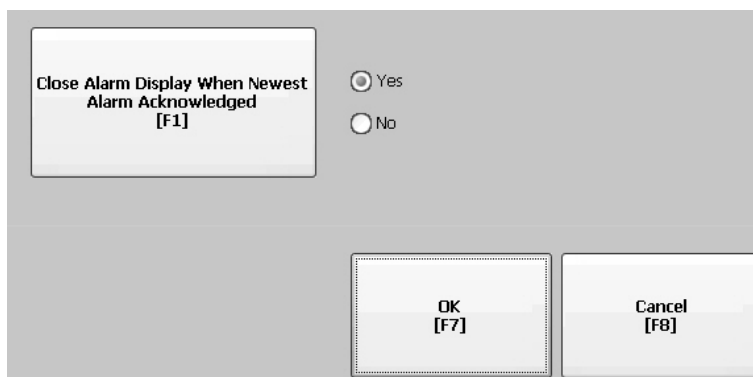 Close Alarm Display When Newest
Alarm Acknowledged
[F1]
Yes
No
OK
[F7]
Cancel
[F8]